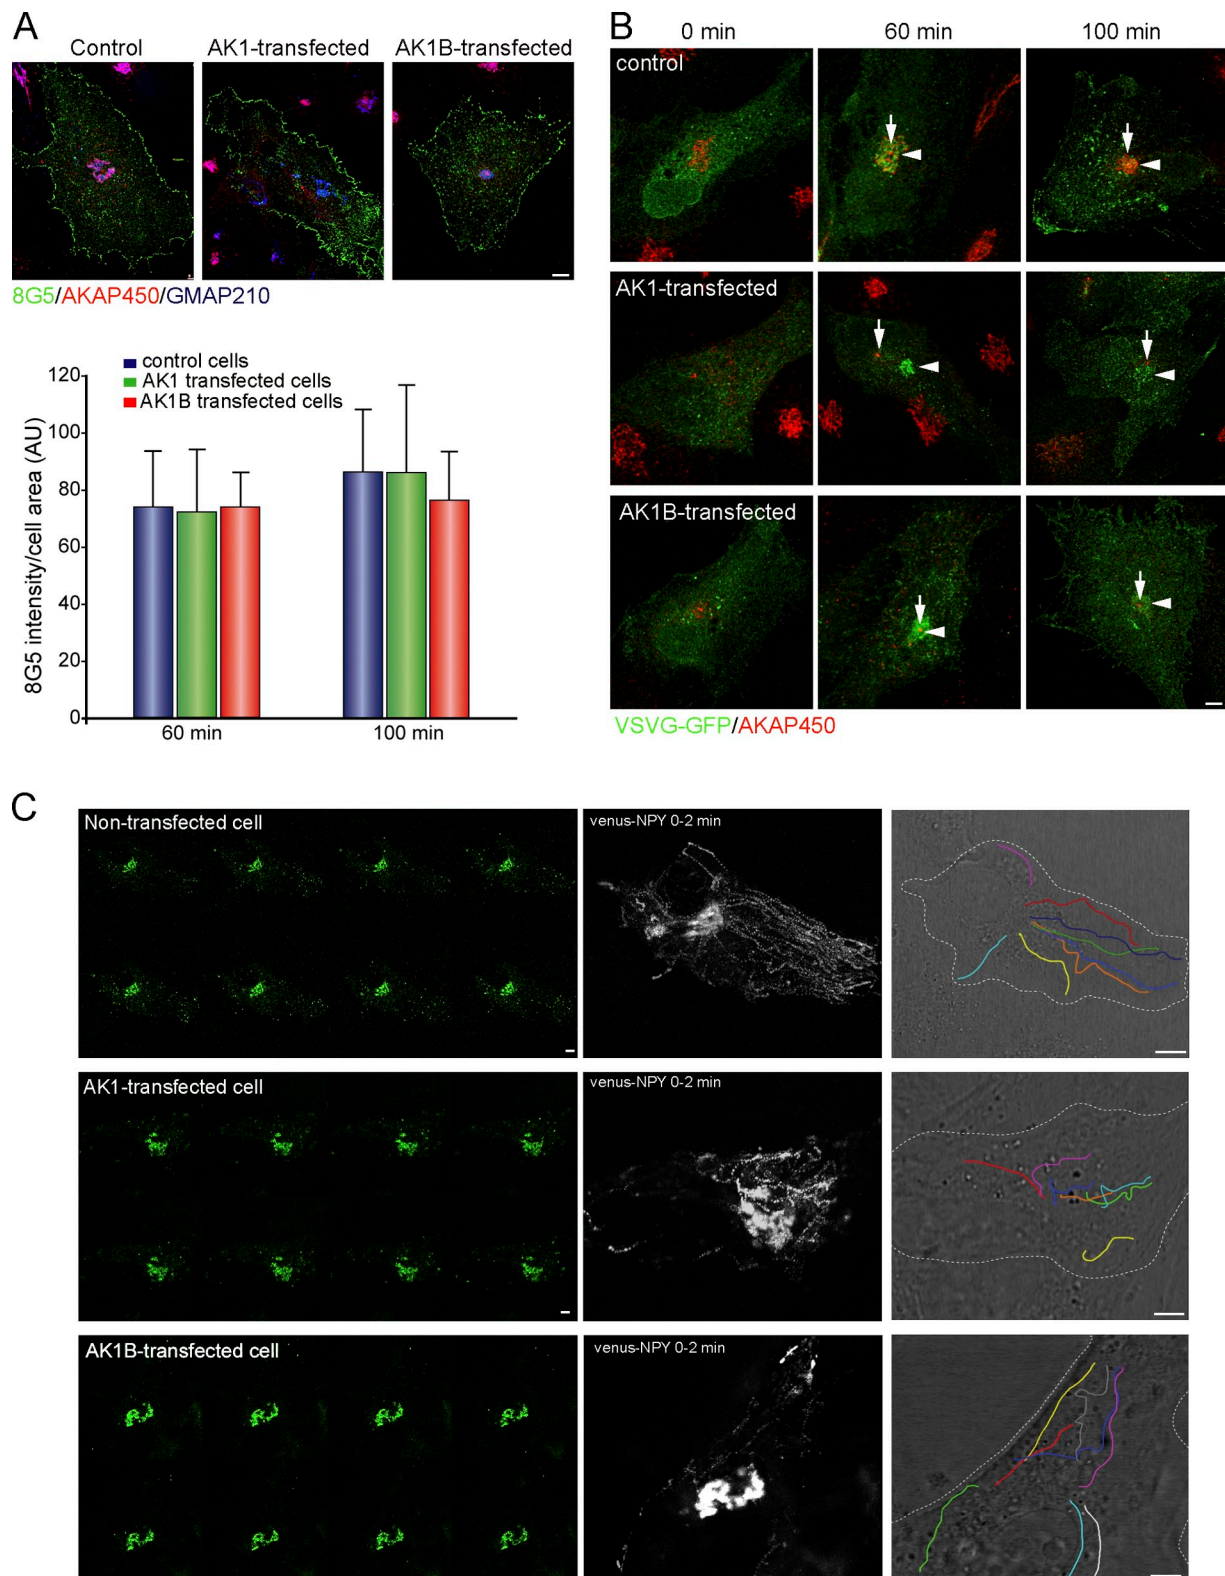 A
Control
AK1-transfected
AK1B-transfected
8G5/AKAP450/GMAP210
control cells
AK1 transfected cells
AK1B transfected cells
8G5 intensity/cell area (AU)
120
100
80
60
40
20
0
60 min
100 min
B
0 min
60 min
100 min
control
AK1-transfected
AK1B-transfected
VSVG-GFP/AKAP450
C
Non-transfected cell
venus-NPY 0-2 min
AK1-transfected cell
venus-NPY 0-2 min
AK1B-transfected cell
venus-NPY 0-2 min